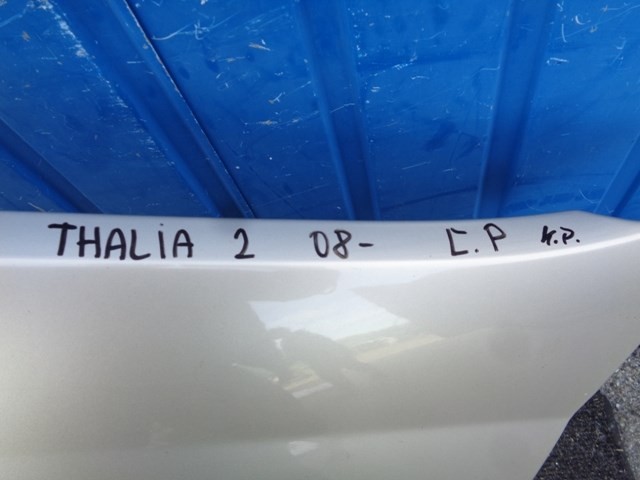 THALIA 2 08- L.P K.P.